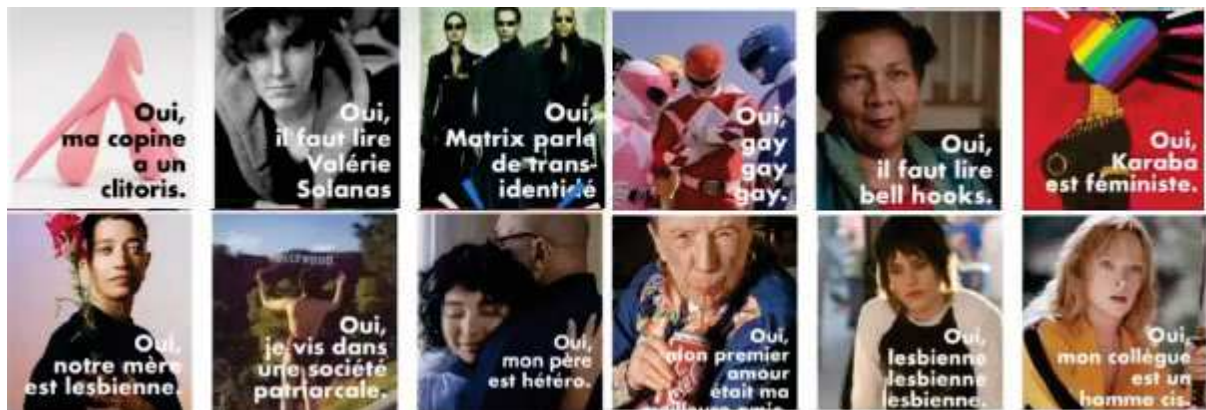 Oui,
ma copine
a un
clitoris.
Oui,
il faut lire
Valérie
Solanas
Oui,
Matrix parle
de trans-
identité
Oui,
gay
gay
gay.
Oui,
il faut lire
bell hooks.
Oui,
Karaba
est féministe.
Oui,
notre mère
est lesbienne.
HOLLYWOOD
Oui,
je vis dans
une société
patriarcale.
Oui,
mon père
est hétéro.
Oui,
mon premier
amour
était ma
meilleure amie.
Oui,
lesbienne
lesbienne
lesbienne.
Oui,
mon collègue
est un
homme cis.